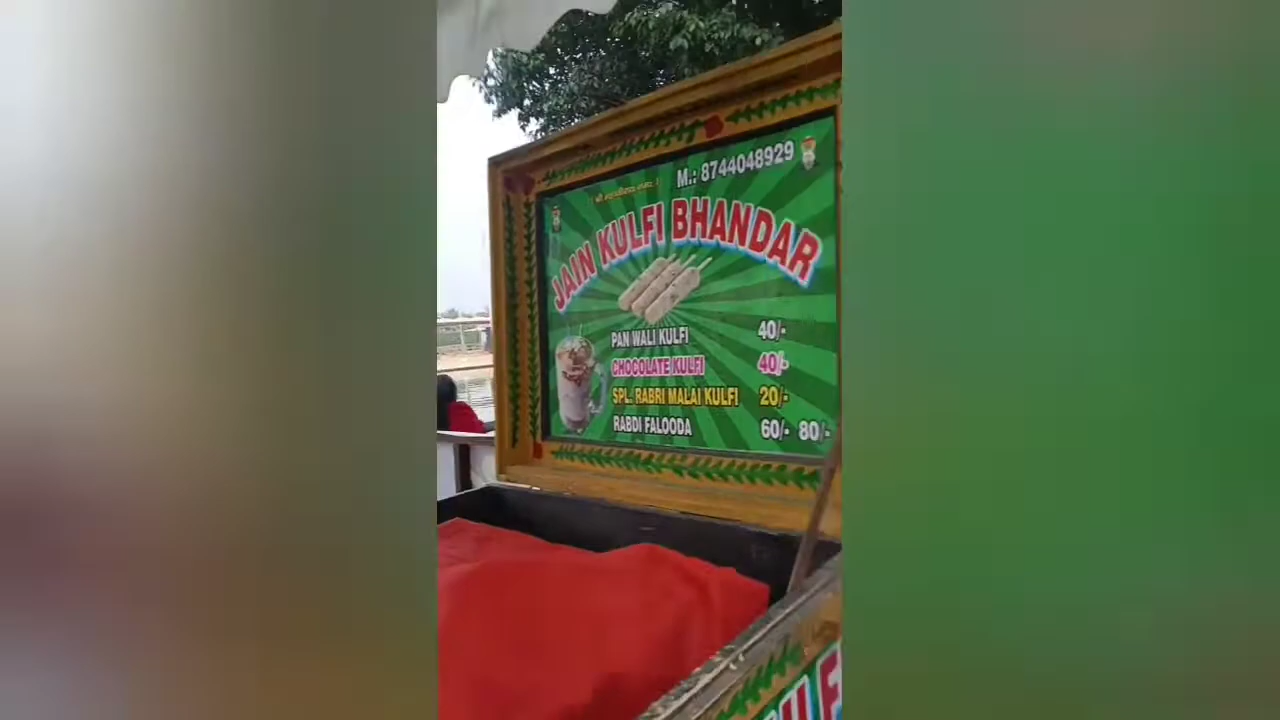 M.: 8744048929
JAIN KULFI BHANDAR
PAN WALI KULFI 40/-
CHOCOLATE KULFI 40/-
SPL. RABRI MALAI KULFI 20/-
RABDI FALOODA 60/- 80/-